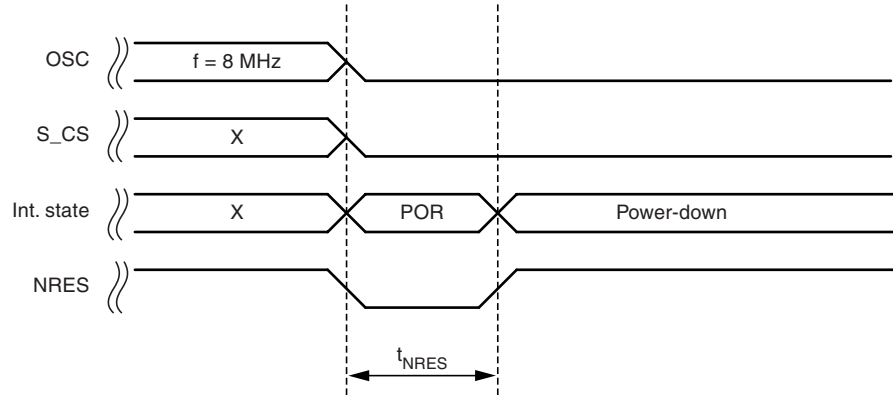 OSC f = 8 MHz
S_CS X
Int. state X POR Power-down
NRES
tNRES